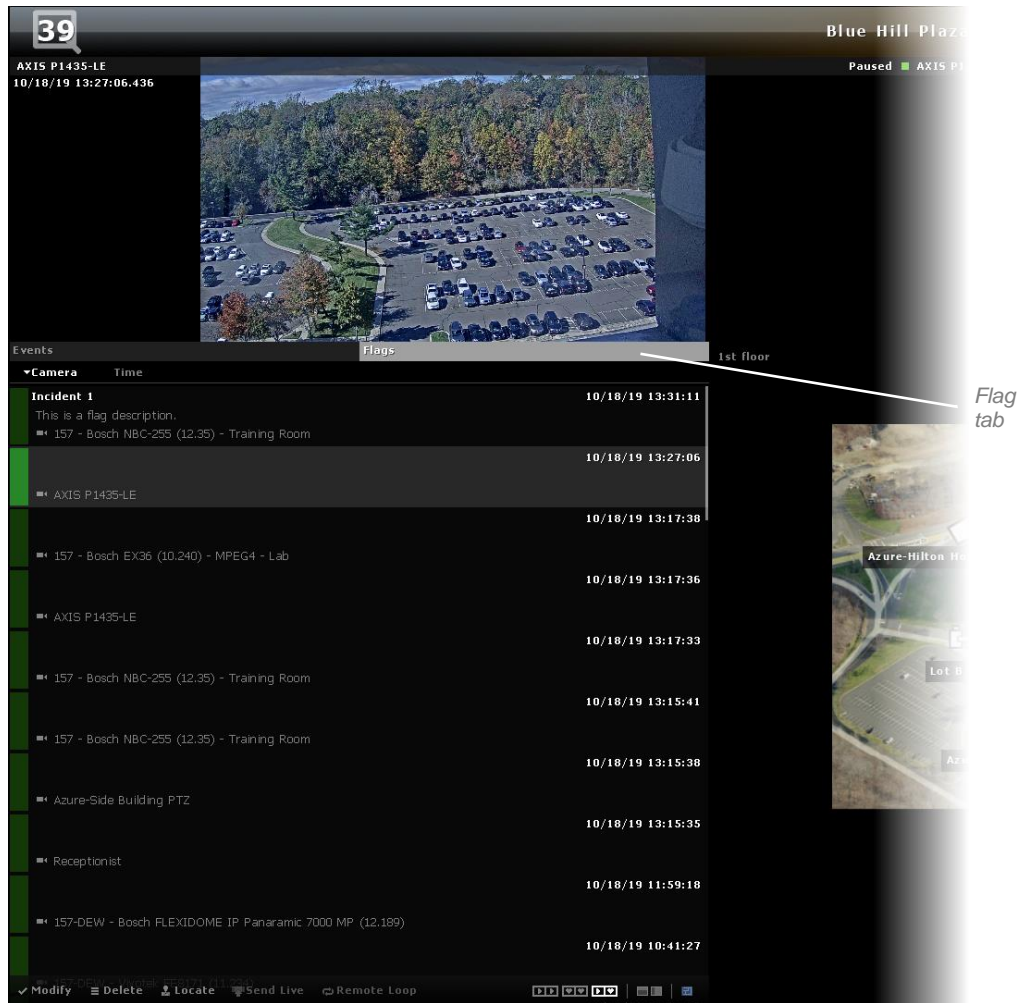 39
Blue Hill Plaza
AXIS P1435-LE
10/18/19 13:27:06.436
Paused AXIS P1
Events
Flags
1st floor
Camera Time
Incident 1 10/18/19 13:31:11
This is a flag description.
157 - Bosch NBC-255 (12.35) - Training Room
10/18/19 13:27:06
AXIS P1435-LE
10/18/19 13:17:38
157 - Bosch EX36 (10.240) - MPEG4 - Lab
10/18/19 13:17:36
AXIS P1435-LE
10/18/19 13:17:33
157 - Bosch NBC-255 (12.35) - Training Room
10/18/19 13:15:41
157 - Bosch NBC-255 (12.35) - Training Room
10/18/19 13:15:38
Azure-Side Building PTZ
10/18/19 13:15:35
Receptionist
10/18/19 11:59:18
157-DEW - Bosch FLEXIDOME IP Panaramic 7000 MP (12.189)
10/18/19 10:41:27
Modify Delete Locate Send Live Remote Loop
Flag
tab
Azure-Hilton
Lot B